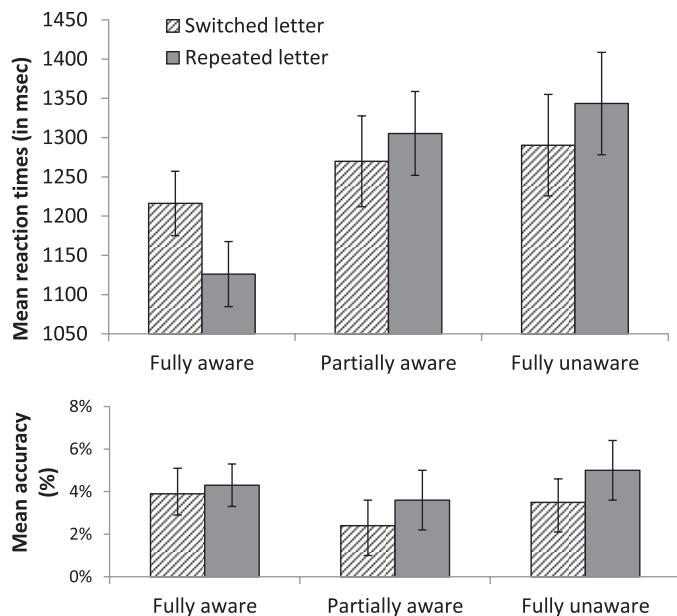 1450
1400
1350
1300
1250
1200
1150
1100
1050
Mean reaction times (in msec)
Switched letter
Repeated letter
Fully aware Partially aware Fully unaware
8%
6%
4%
2%
0%
Mean accuracy
(%)
Fully aware Partially aware Fully unaware